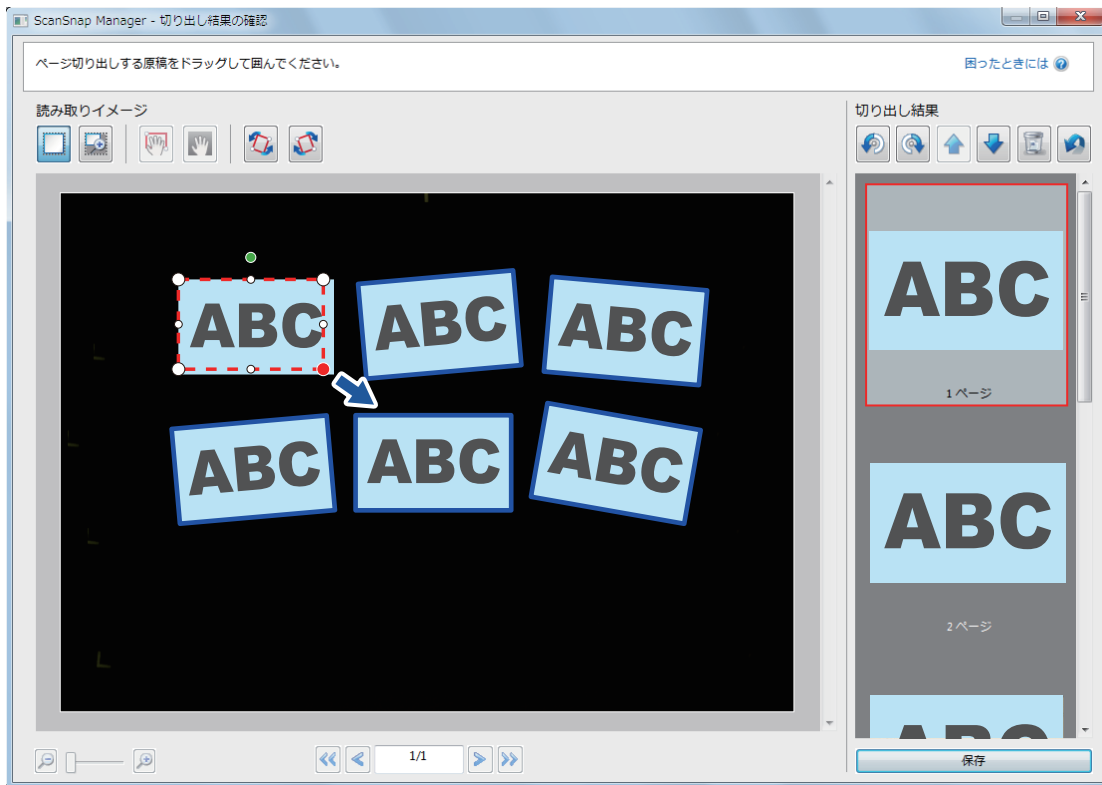 ScanSnap Manager - 切り出し結果の確認
ページ切り出しする原稿をドラッグして囲んでください。
困ったときには
読み取りイメージ
切り出し結果
ABC
ABC
ABC
ABC
ABC
ABC
ABC
1 ページ
ABC
2 ページ
ABC
1/1
保存